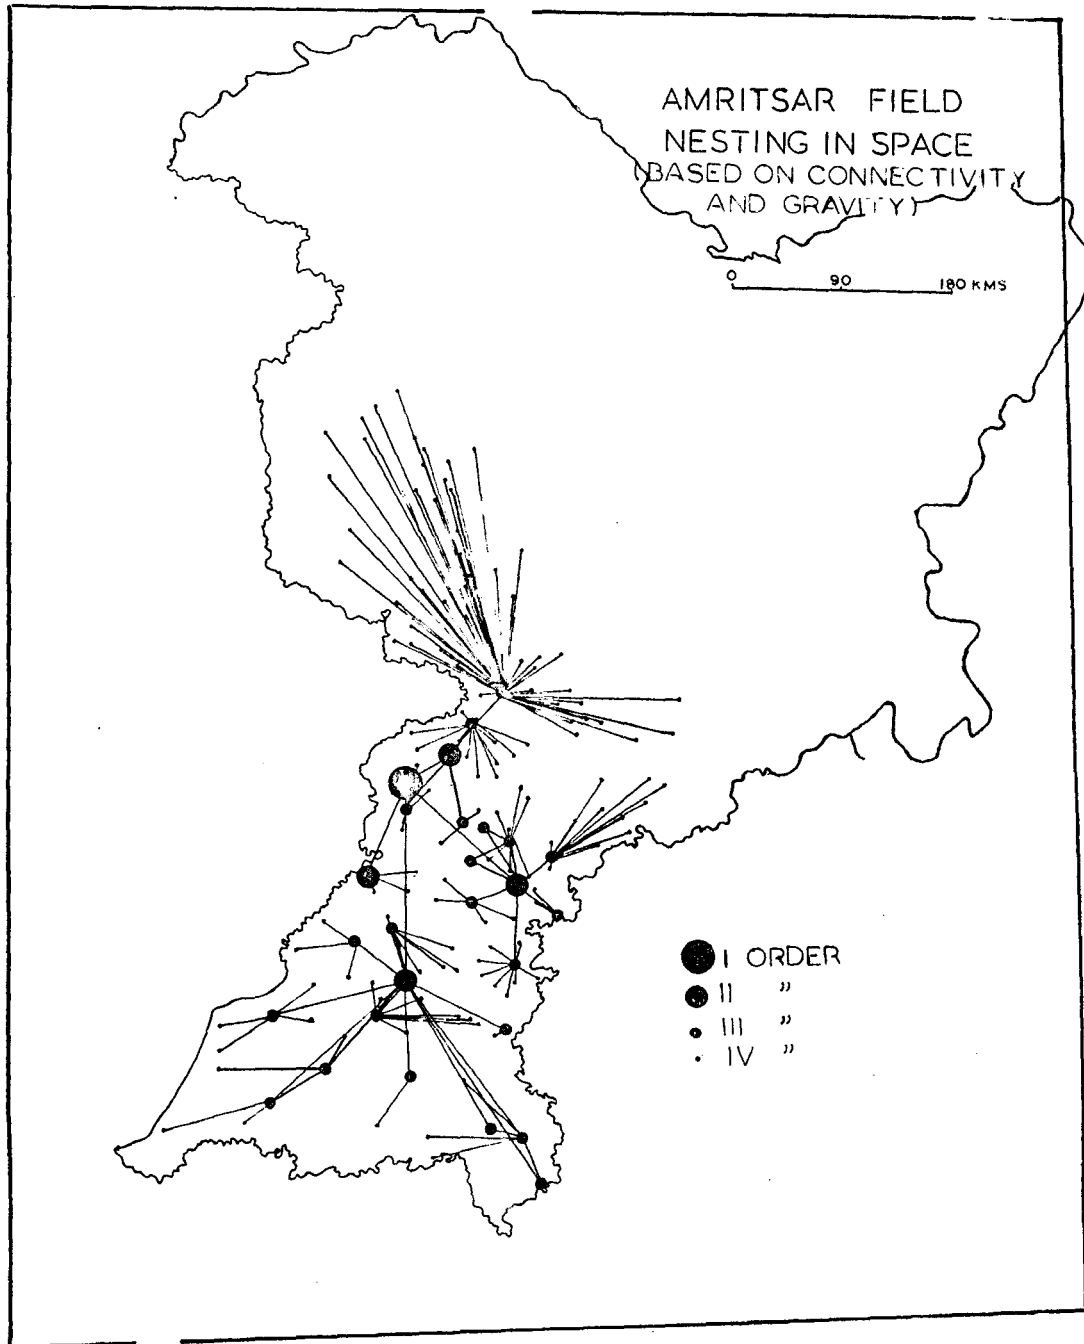 AMRITSAR FIELD
NESTING IN SPACE
(BASED ON CONNECTIVITY
AND GRAVITY)
0 90 180 KMS
I ORDER
II "
III "
IV "